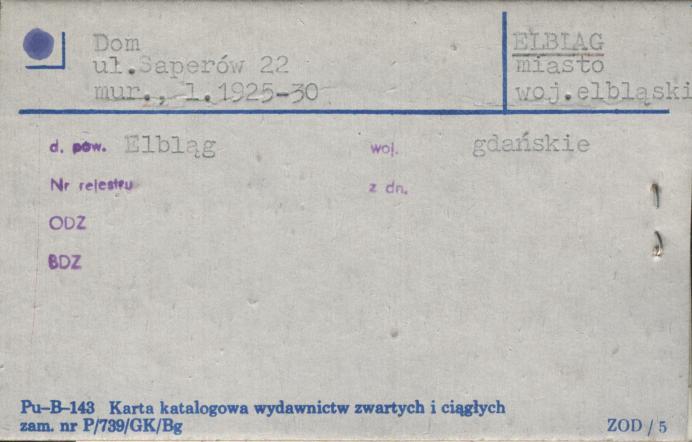 Dom
ul.Saperów 22
mur., l.1925-30
ELBLĄG
miasto
woj.elbląski
d. pow. Elbląg woj. gdańskie
Nr rejestru z dn.
ODZ
BDZ
Pu-B-143 Karta katalogowa wydawnictw zwartych i ciągłych
zam. nr P/739/GK/Bg
ZOD / 5